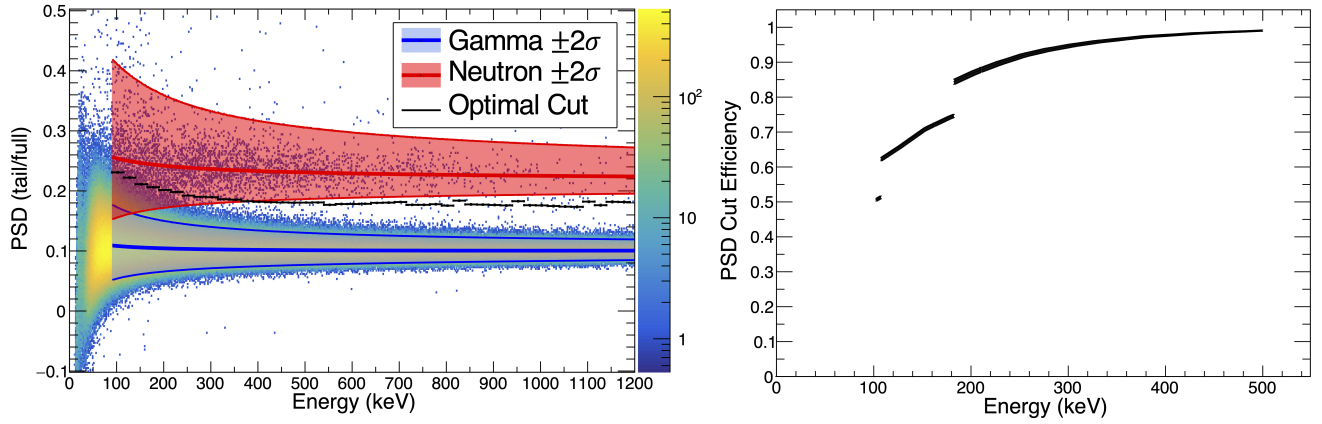 0.5
0.4
0.3
0.2
0.1
0
−0.1
PSD (tail/full)
Gamma ±2σ
Neutron ±2σ
Optimal Cut
10²
10
1
0 100 200 300 400 500 600 700 800 900 1000 1100 1200
Energy (keV)
1
0.9
0.8
0.7
0.6
0.5
0.4
0.3
0.2
0.1
0
PSD Cut Efficiency
0 100 200 300 400 500
Energy (keV)